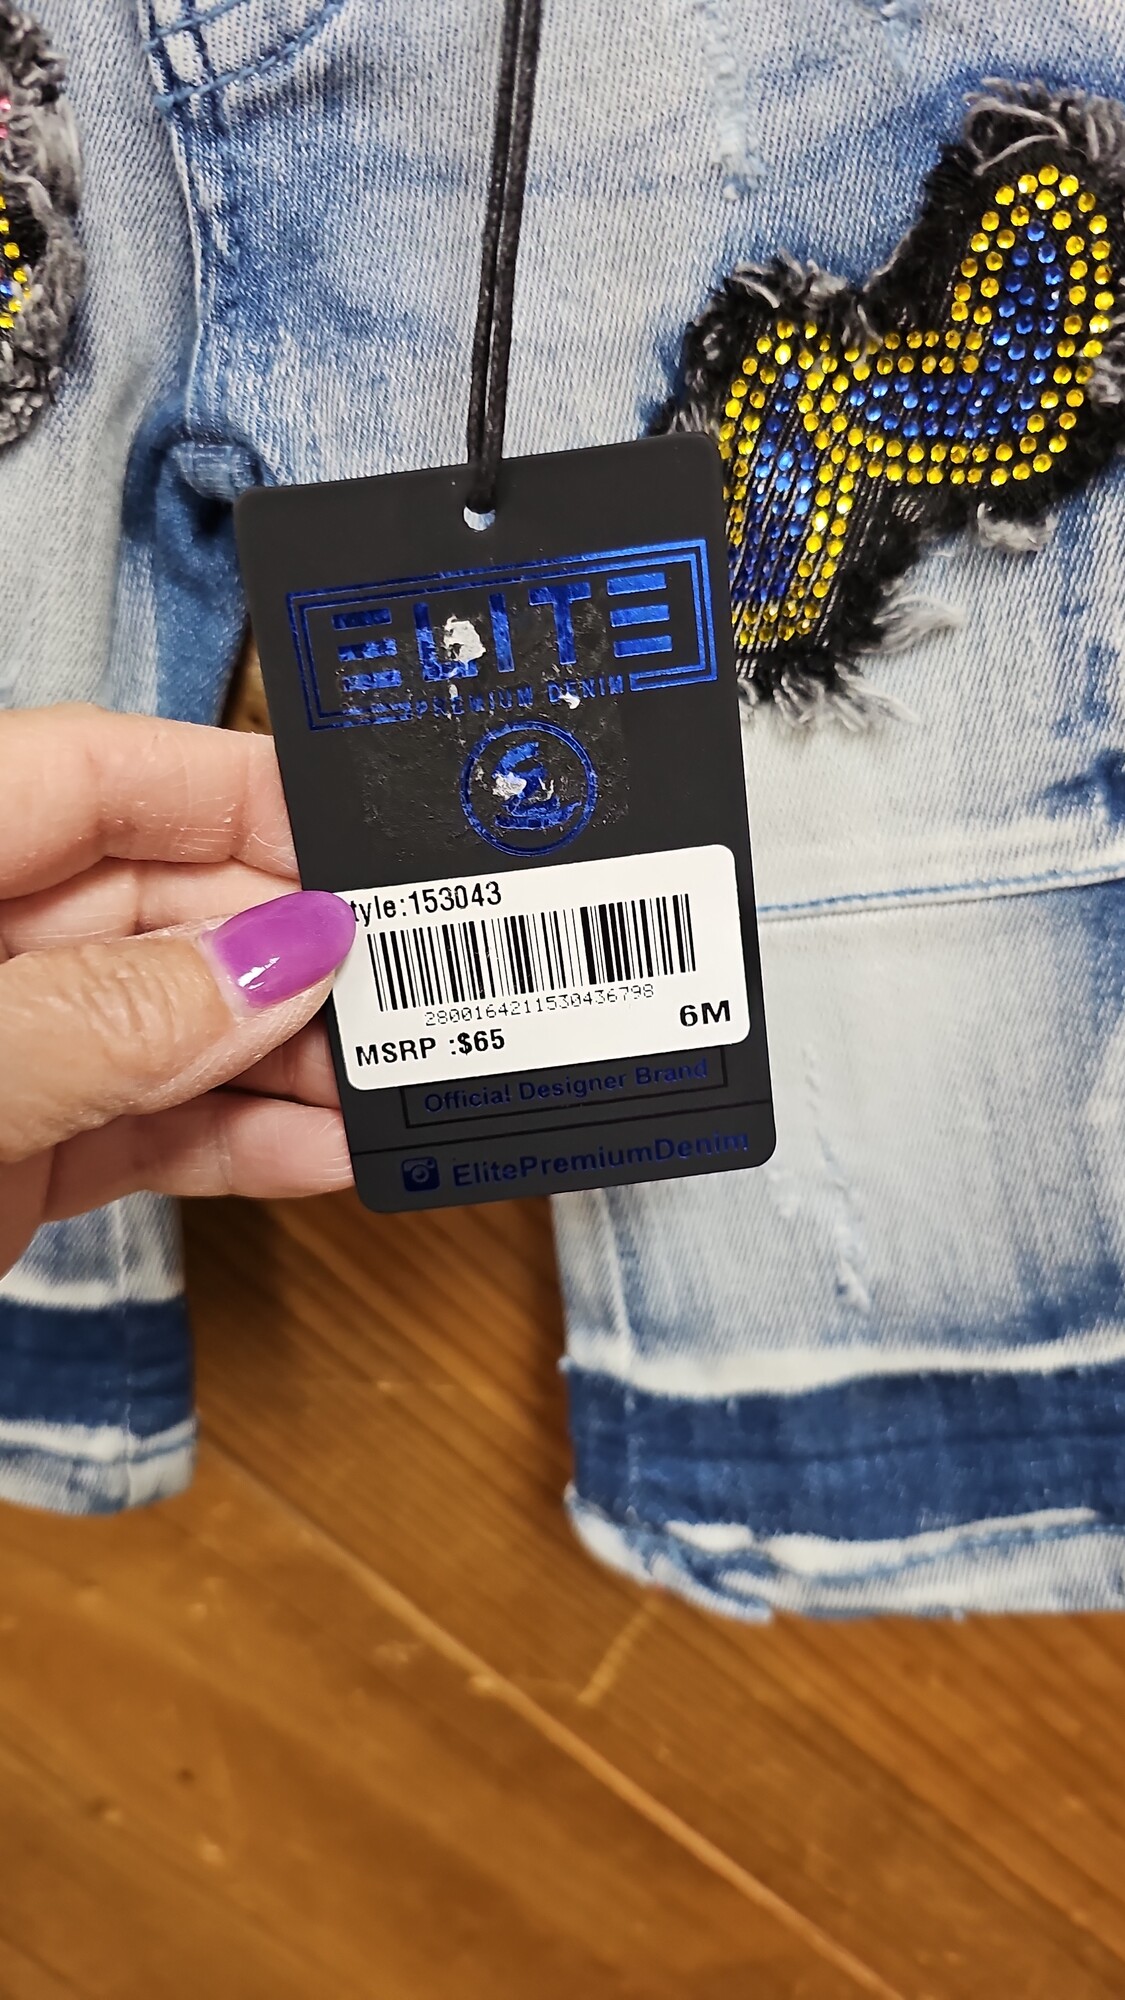 ELITE
PREMIUM DENIM
tyle:153043
2800164211530436798
6M
MSRP :$65
Official Designer Brand
ElitePremiumDenim